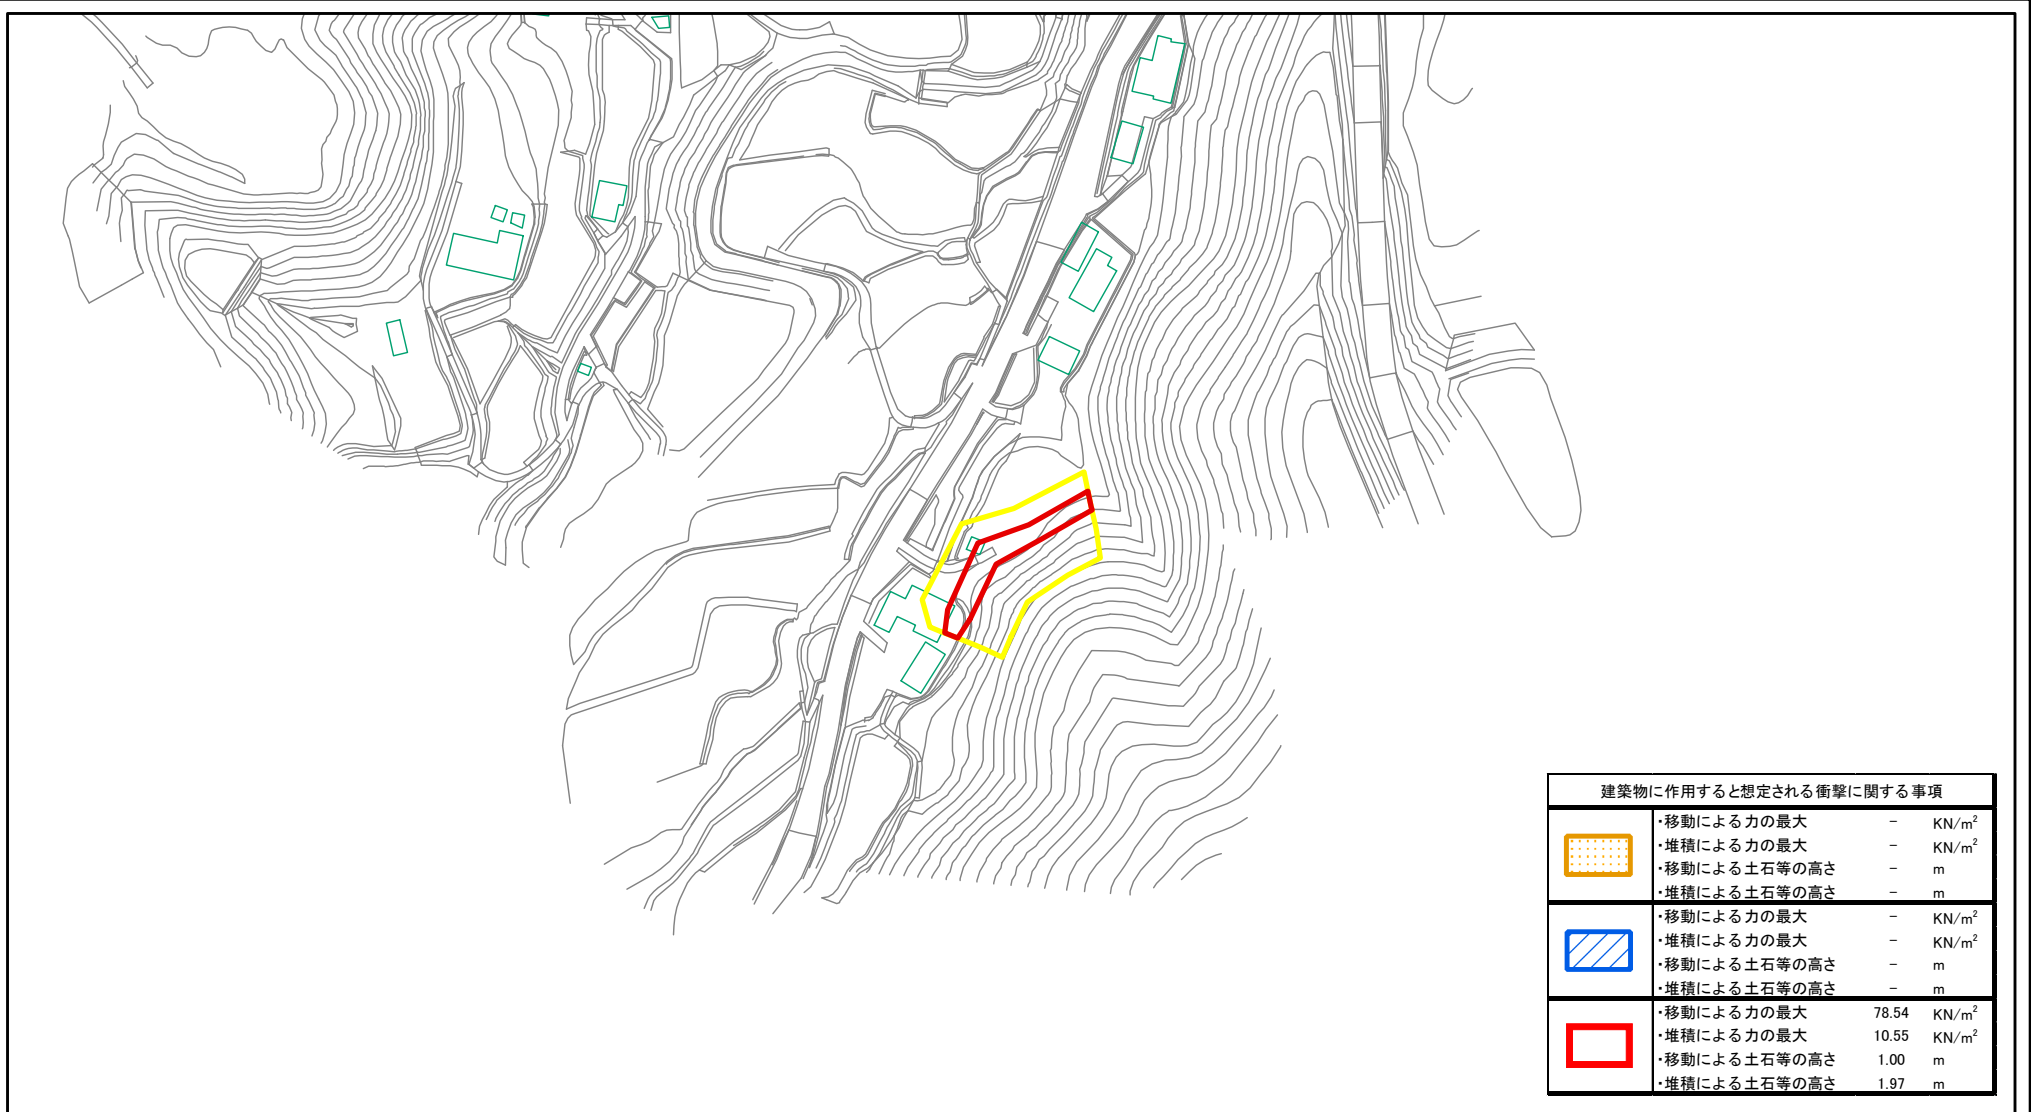 建築物に作用すると想定される衝撃に関する事項
・移動による力の最大 － KN/m²
・堆積による力の最大 － KN/m²
・移動による土石等の高さ － m
・堆積による土石等の高さ － m
・移動による力の最大 － KN/m²
・堆積による力の最大 － KN/m²
・移動による土石等の高さ － m
・堆積による土石等の高さ － m
・移動による力の最大 78.54 KN/m²
・堆積による力の最大 10.55 KN/m²
・移動による土石等の高さ 1.00 m
・堆積による土石等の高さ 1.97 m